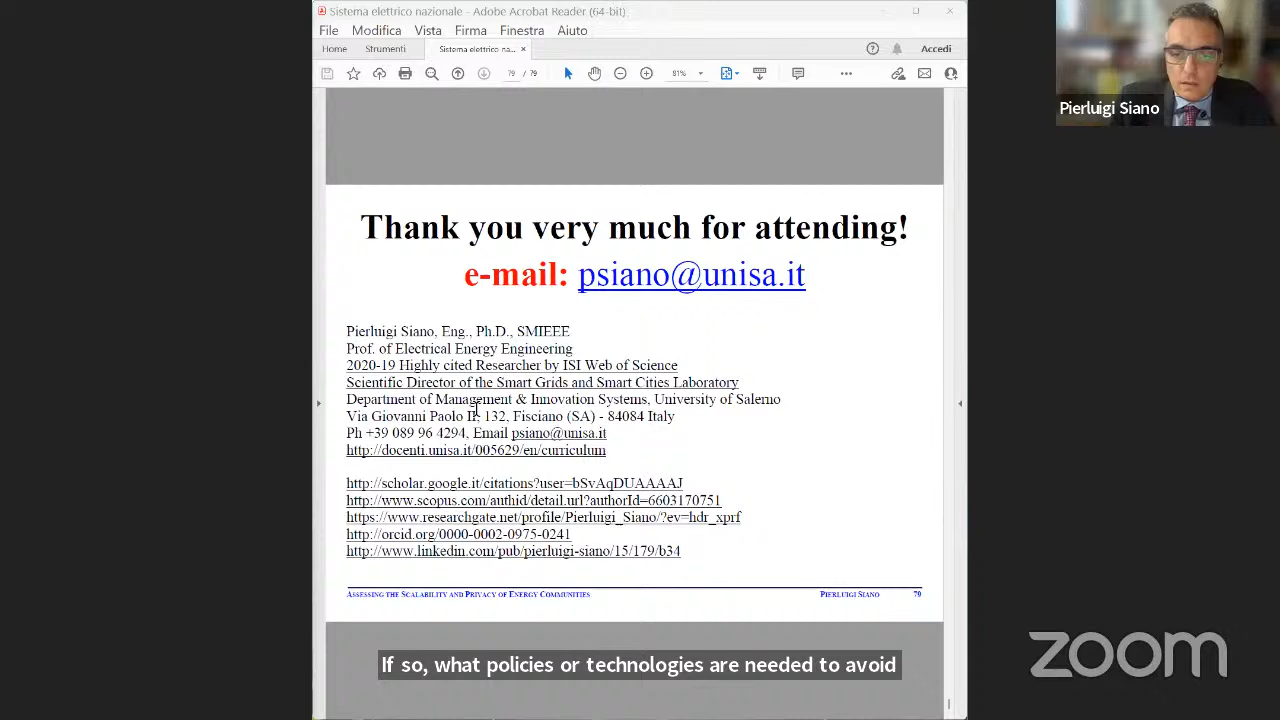 Sistema elettrico nazionale - Adobe Acrobat Reader (64-bit)
File Modifica Vista Firma Finestra Aiuto
Home Strumenti Sistema elettrico na... × Accedi
79 / 79 81%
Pierluigi Siano
Thank you very much for attending!
e-mail: psiano@unisa.it
Pierluigi Siano, Eng., Ph.D., SMIEEE
Prof. of Electrical Energy Engineering
2020-19 Highly cited Researcher by ISI Web of Science
Scientific Director of the Smart Grids and Smart Cities Laboratory
Department of Management & Innovation Systems, University of Salerno
Via Giovanni Paolo II, 132, Fisciano (SA) - 84084 Italy
Ph +39 089 96 4294, Email psiano@unisa.it
http://docenti.unisa.it/005629/en/curriculum
http://scholar.google.it/citations?user=bSvAqDUAAAAJ
http://www.scopus.com/authid/detail.url?authorId=6603170751
https://www.researchgate.net/profile/Pierluigi_Siano/?ev=hdr_xprf
http://orcid.org/0000-0002-0975-0241
http://www.linkedin.com/pub/pierluigi-siano/15/179/b34
ASSESSING THE SCALABILITY AND PRIVACY OF ENERGY COMMUNITIES PIERLUIGI SIANO 79
If so, what policies or technologies are needed to avoid
zoom